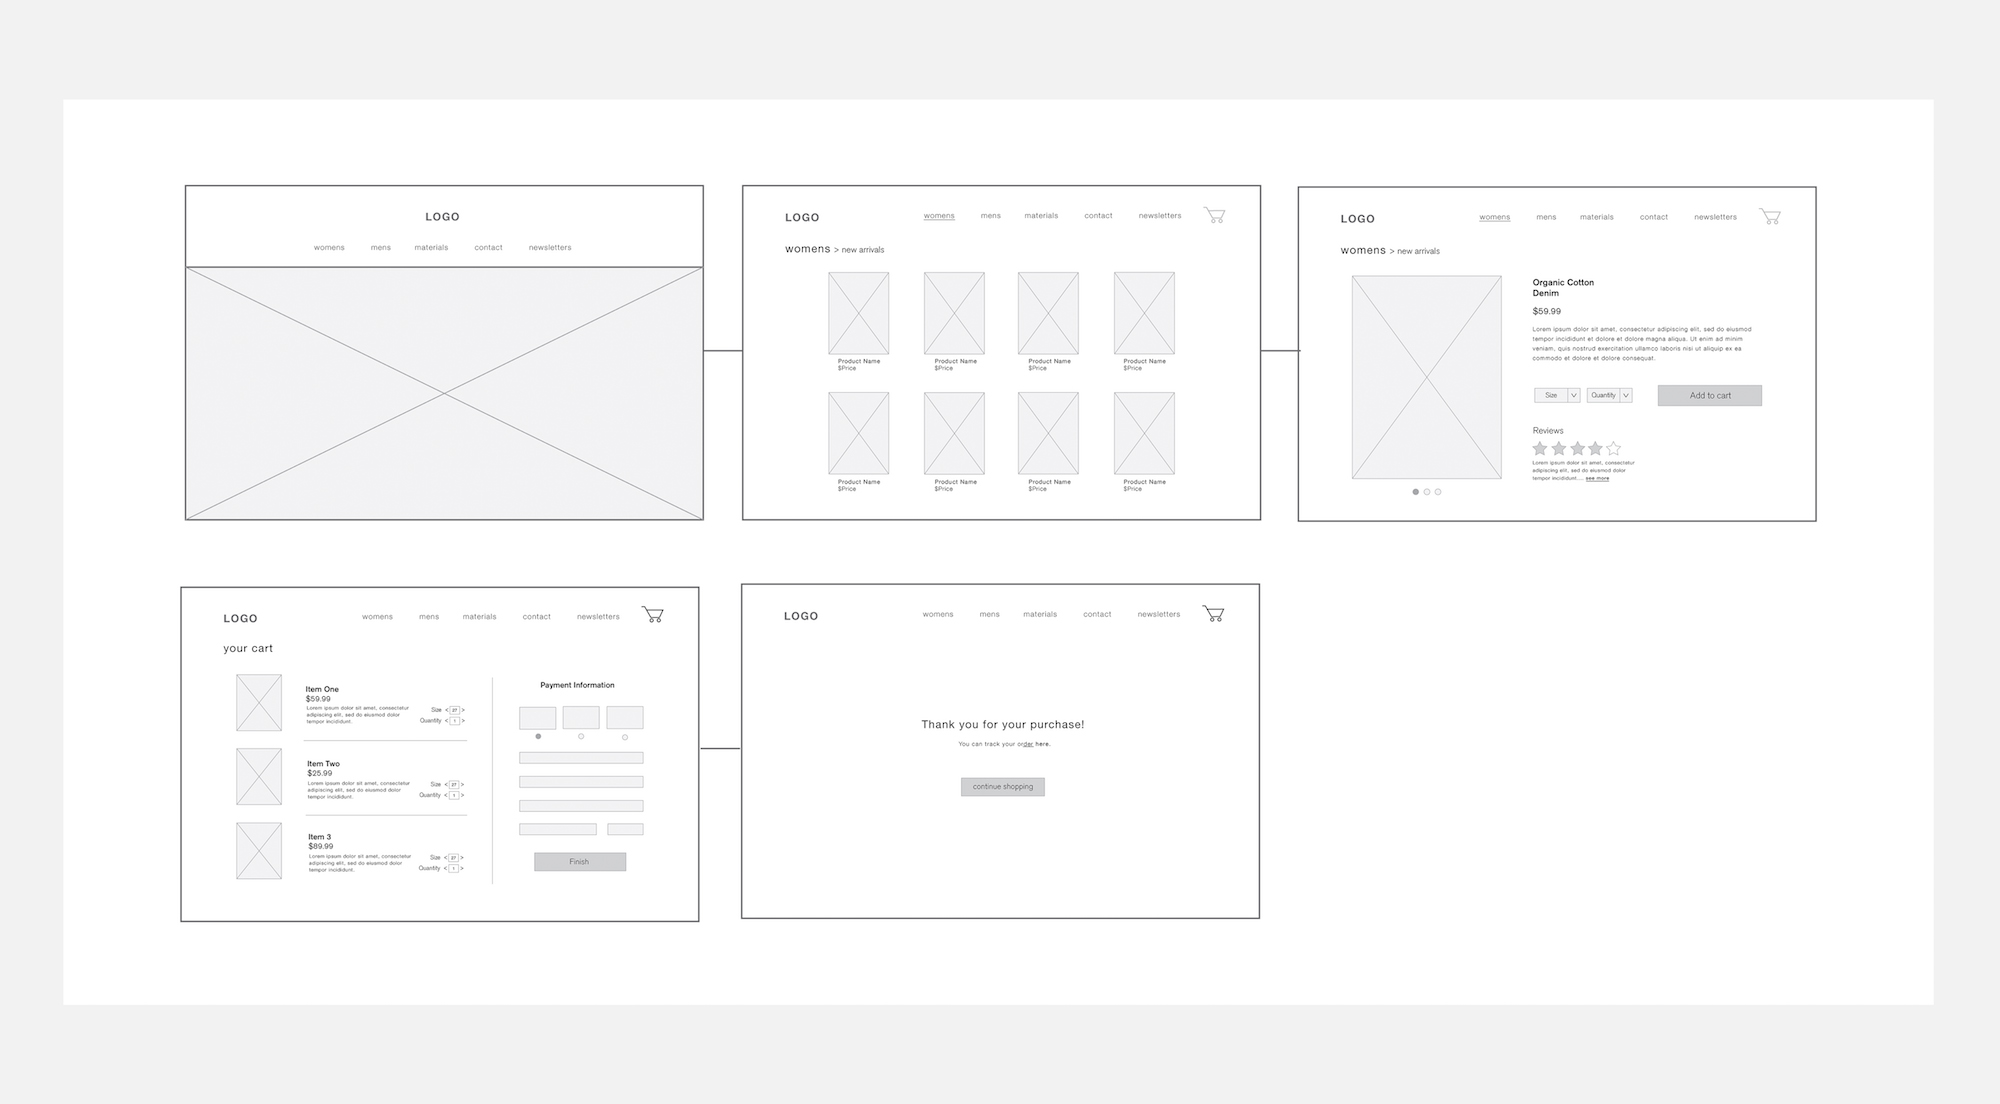 LOGO
womens mens materials contact newsletters
LOGO womens mens materials contact newsletters
womens > new arrivals
Product Name Product Name Product Name Product Name
$Price $Price $Price $Price
Product Name Product Name Product Name Product Name
$Price $Price $Price $Price
LOGO womens mens materials contact newsletters
womens > new arrivals
Organic Cotton
Denim
$59.99
Lorem ipsum dolor sit amet, consectetur adipiscing elit, sed do eiusmod
tempor incididunt et dolore et dolore magna aliqua. Ut enim ad minim
veniam, quis nostrud exercitation ullamco laboris nisi ut aliquip ex ea
commodo et dolore et dolore consequat.
Size Quantity Add to cart
Reviews
Lorem ipsum dolor sit amet, consectetur
adipiscing elit, sed do eiusmod dolor
tempor incididunt.... see more
LOGO womens mens materials contact newsletters
your cart
Item One
$59.99
Lorem ipsum dolor sit amet, consectetur
adipiscing elit, sed do eiusmod dolor
tempor incididunt.
Size < 27 >
Quantity < 1 >
Item Two
$25.99
Lorem ipsum dolor sit amet, consectetur
adipiscing elit, sed do eiusmod dolor
tempor incididunt.
Size < 27 >
Quantity < 1 >
Item 3
$89.99
Lorem ipsum dolor sit amet, consectetur
adipiscing elit, sed do eiusmod dolor
tempor incididunt.
Size < 27 >
Quantity < 1 >
Payment Information
Finish
LOGO womens mens materials contact newsletters
Thank you for your purchase!
You can track your order here.
continue shopping